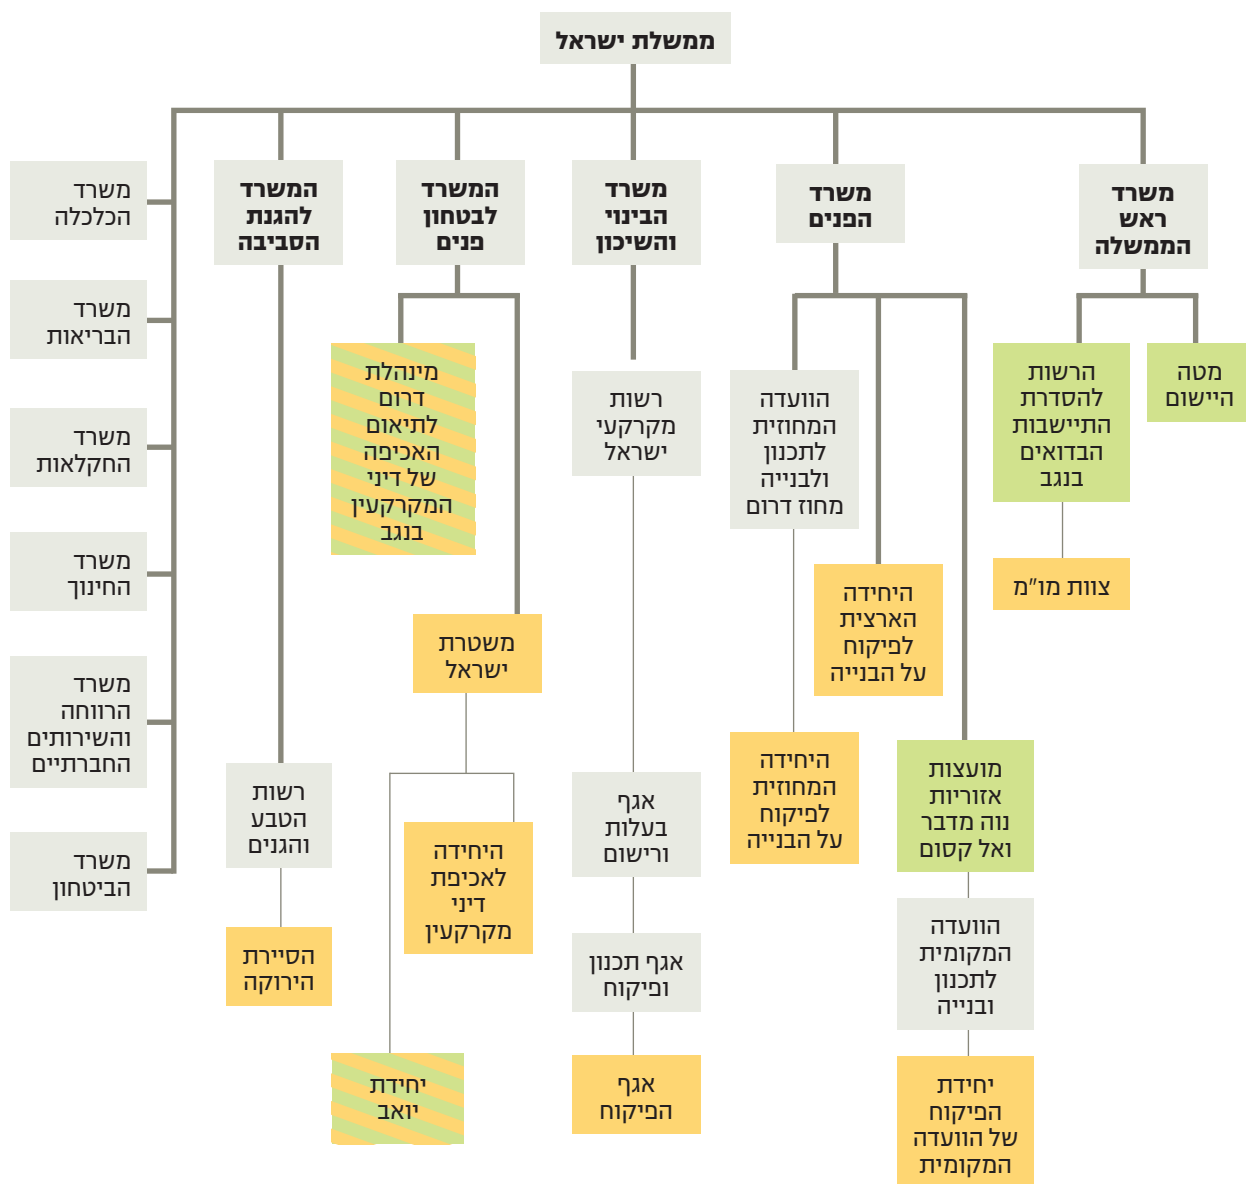 ממשלת ישראל
משרד
ראש
הממשלה
משרד
הפנים
משרד
הבינוי
והשיכון
המשרד
לבטחון
פנים
המשרד
להגנת
הסביבה
משרד
הכלכלה
משרד
הבריאות
משרד
החקלאות
משרד
החינוך
משרד
הרווחה
והשירותים
החברתיים
משרד
הביטחון
מטה
היישום
הרשות
להסדרת
התיישבות
הבדואים
בנגב
צוות מו"מ
הוועדה
המחוזית
לתכנון
ולבנייה
מחוז דרום
היחידה
הארצית
לפיקוח
על הבנייה
היחידה
המחוזית
לפיקוח
על הבנייה
מועצות
אזוריות
נוה מדבר
ואל קסום
הוועדה
המקומית
לתכנון
ובנייה
יחידת
הפיקוח
של הוועדה
המקומית
רשות
מקרקעי
ישראל
אגף
בעלות
ורישום
אגף תכנון
ופיקוח
אגף
הפיקוח
מינהלת
דרום
לתיאום
האכיפה
של דיני
המקרקעין
בנגב
משטרת
ישראל
היחידה
לאכיפת
דיני
מקרקעין
יחידת
יואב
רשות
הטבע
והגנים
הסיירת
הירוקה